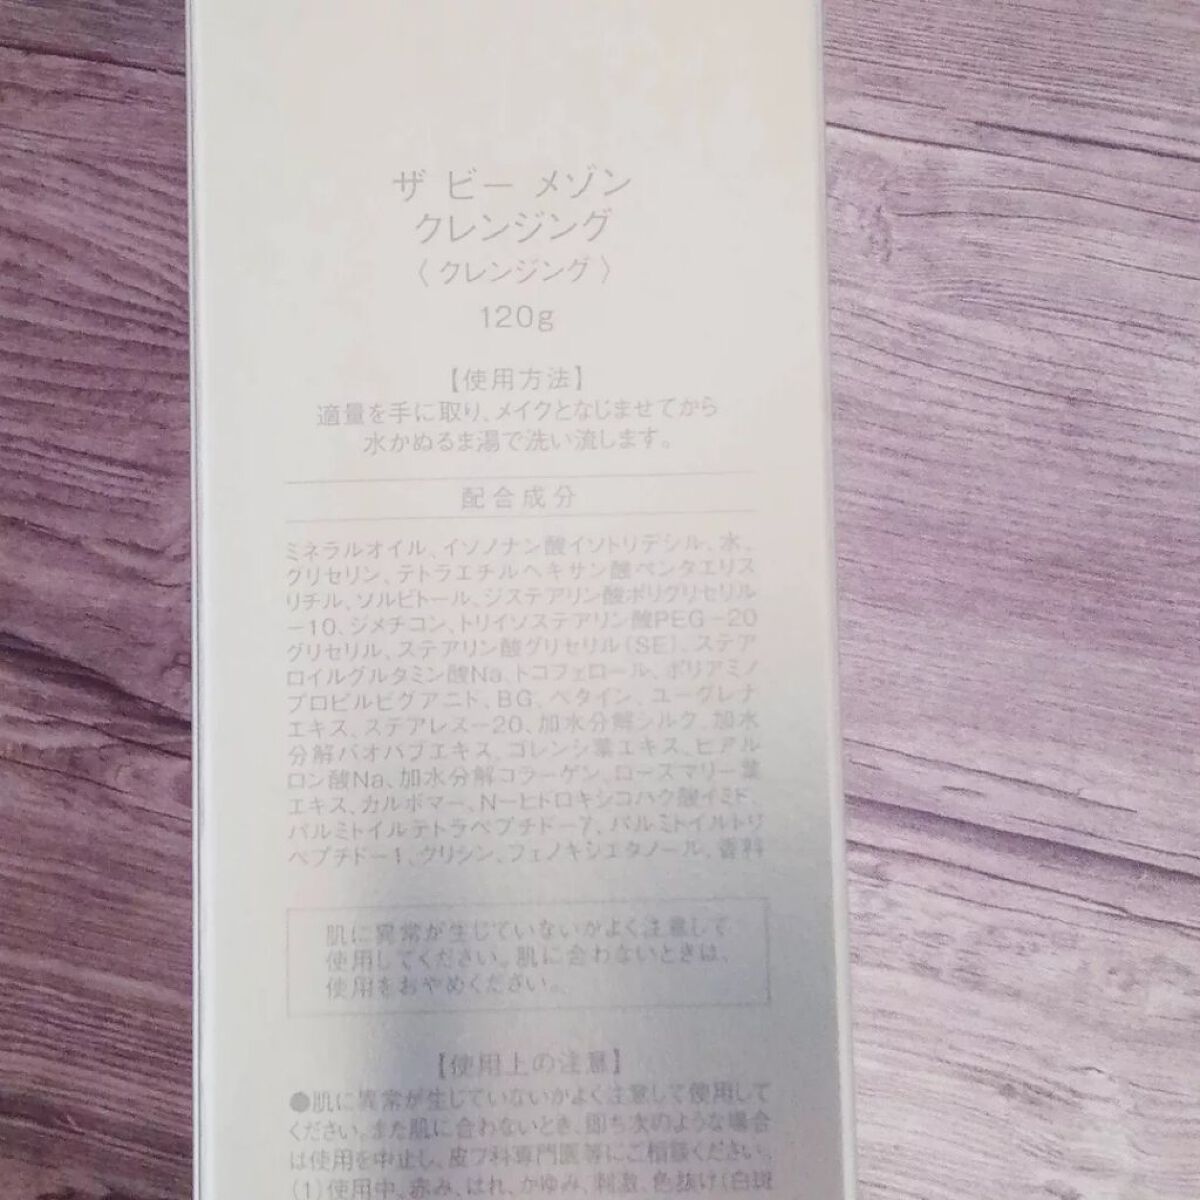 ザ ビー メゾン
クレンジング
〈クレンジング〉
120g
【使用方法】
適量を手に取り、メイクとなじませてから
水かぬるま湯で洗い流します。
配合成分
ミネラルオイル、イソノナン酸イソトリデシル、水、
グリセリン、テトラエチルヘキサン酸ペンタエリス
リチル、ソルビトール、ジステアリン酸ポリグリセリル
－10、ジメチコン、トリイソステアリン酸PEG－20
グリセリル、ステアリン酸グリセリル（SE）、ステア
ロイルグルタミン酸Na、トコフェロール、ポリアミノ
プロピルビグアニド、BG、ベタイン、ユーグレナ
エキス、ステアレス－20、加水分解シルク、加水
分解バオバブエキス、ゴレンシ葉エキス、ヒアル
ロン酸Na、加水分解コラーゲン、ローズマリー葉
エキス、カルボマー、N－ヒドロキシコハク酸イミド、
パルミトイルテトラペプチド－7、パルミトイルトリ
ペプチド－1、クリシン、フェノキシエタノール、香料
肌に異常が生じていないかよく注意して
使用してください。肌に合わないときは、
使用をおやめください。
【使用上の注意】
●肌に異常が生じていないかよく注意して使用して
ください。また肌に合わないとき、即ち次のような場合
は使用を中止し、皮フ科専門医等にご相談ください。
（1）使用中、赤み、はれ、かゆみ、刺激、色抜け（白斑